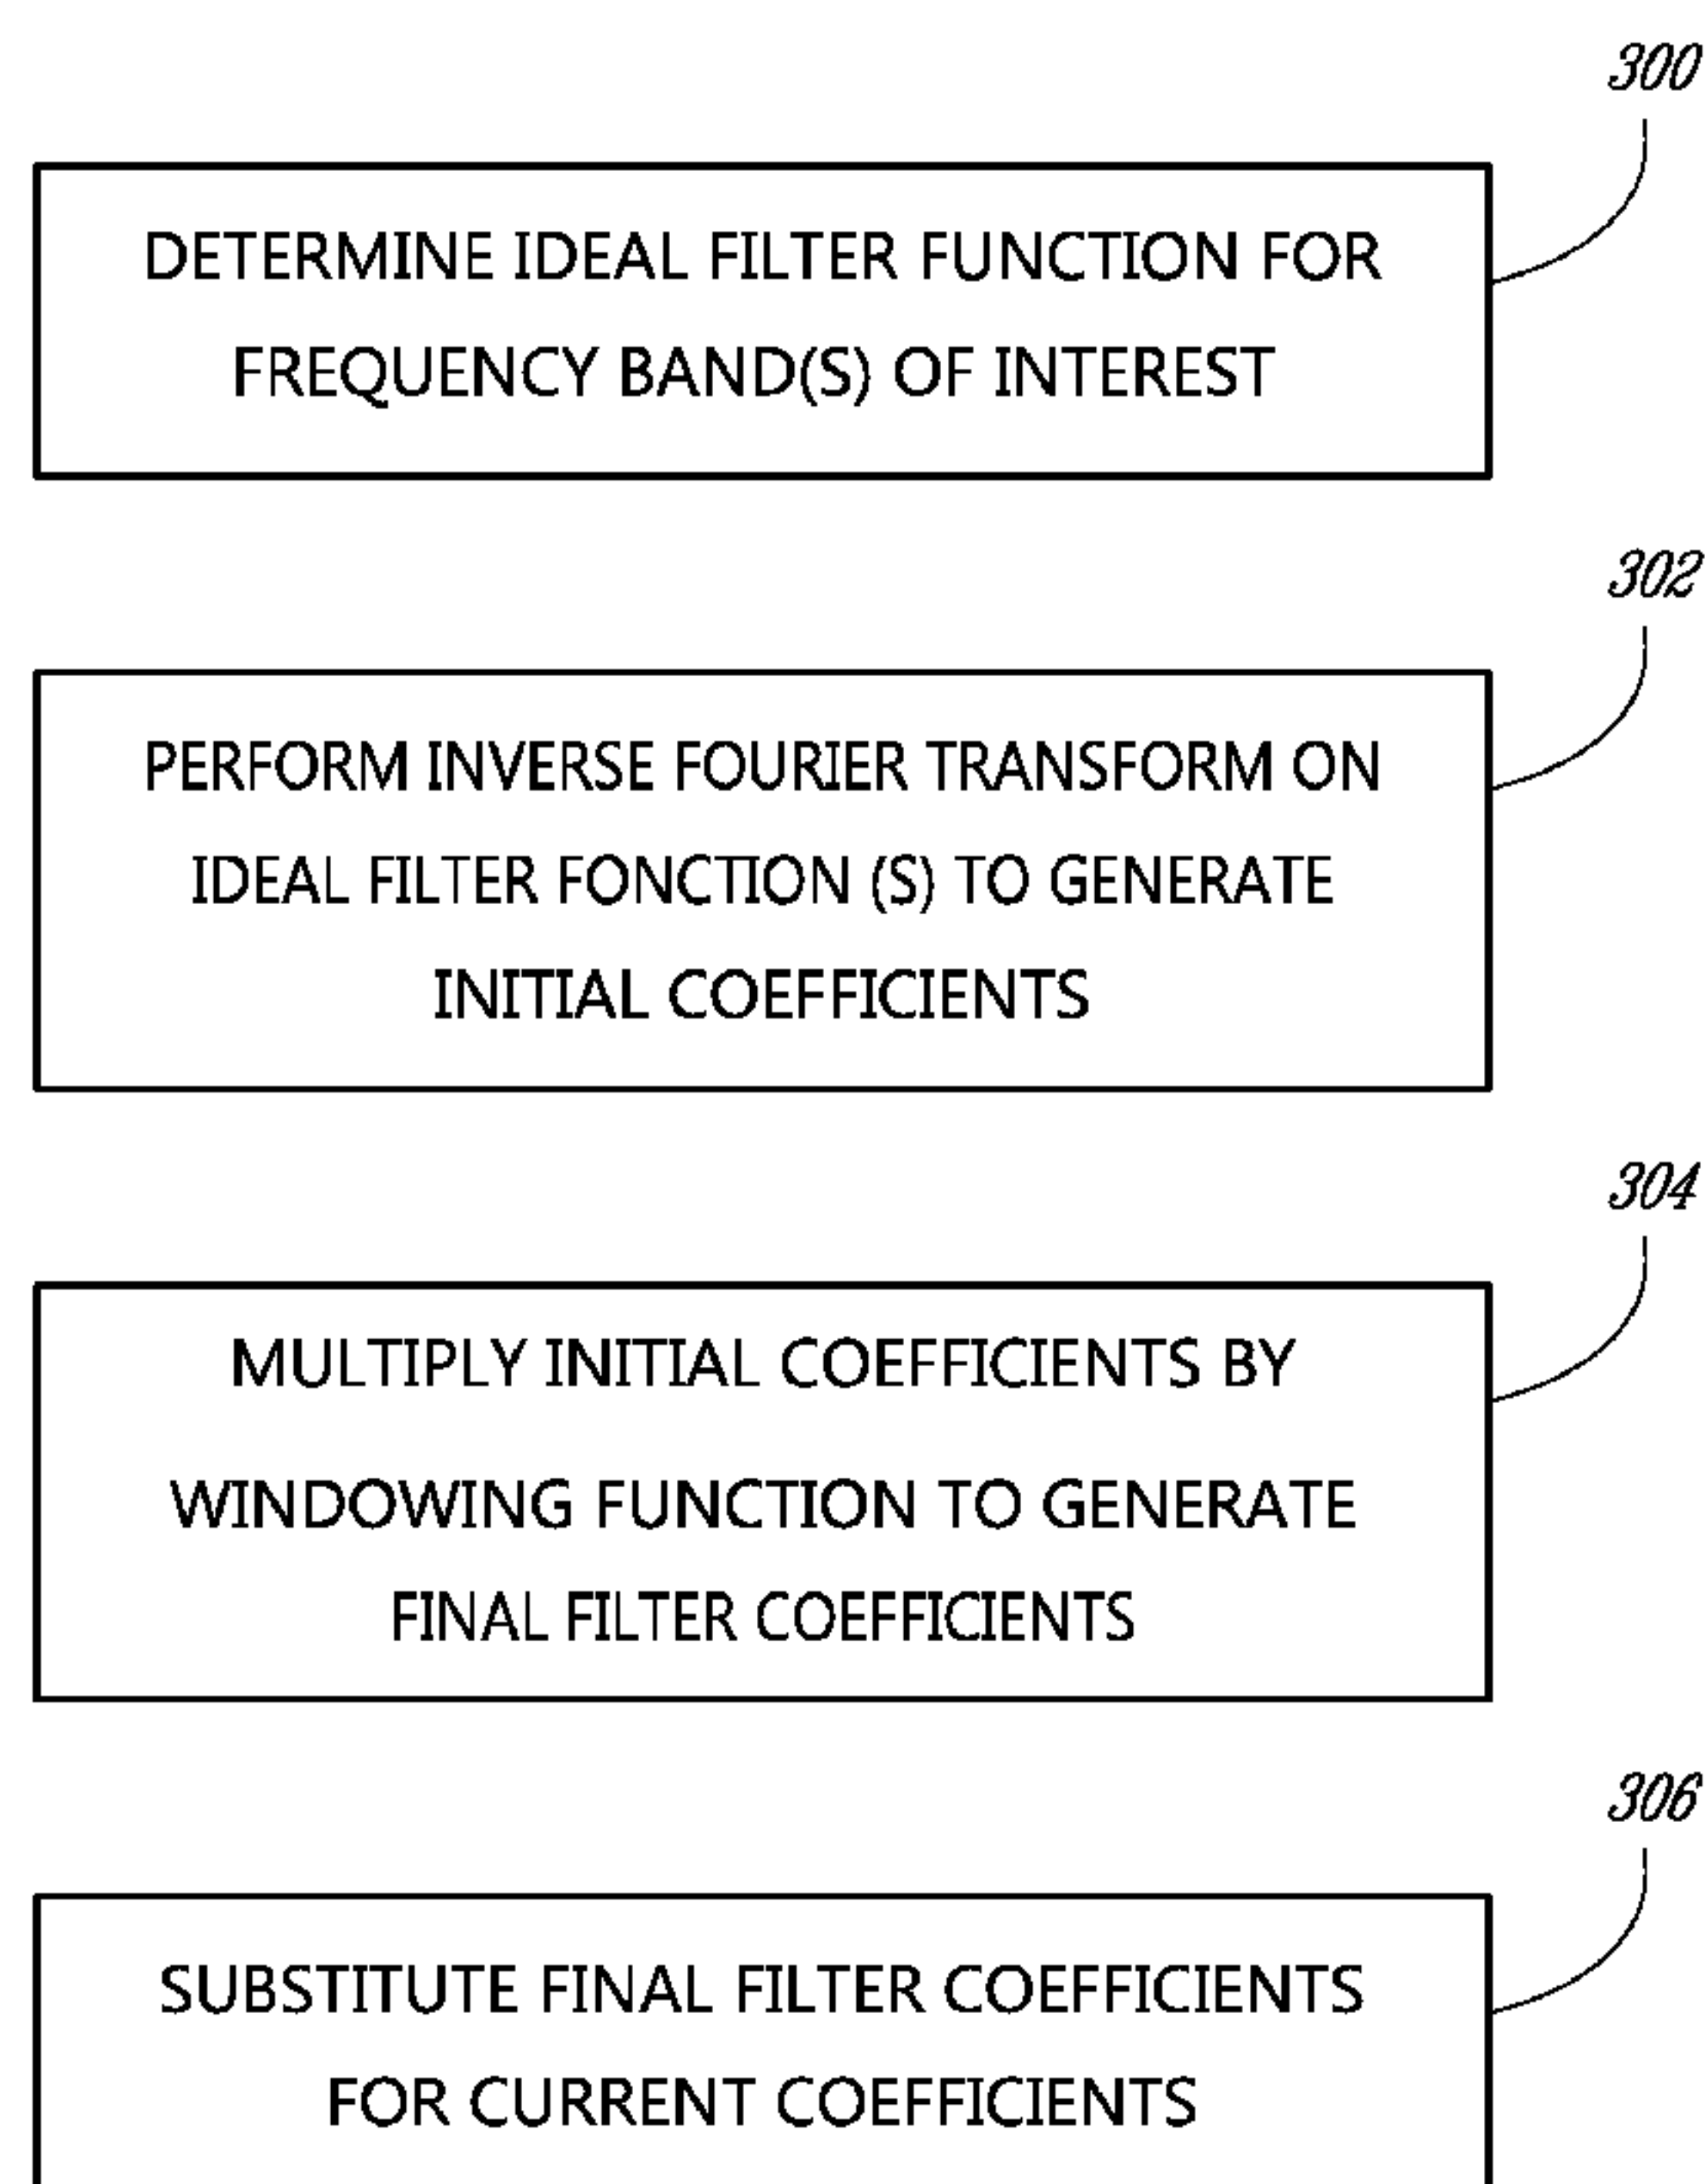 300
DETERMINE IDEAL FILTER FUNCTION FOR
FREQUENCY BAND(S) OF INTEREST
302
PERFORM INVERSE FOURIER TRANSFORM ON
IDEAL FILTER FONCTION (S) TO GENERATE
INITIAL COEFFICIENTS
304
MULTIPLY INITIAL COEFFICIENTS BY
WINDOWING FUNCTION TO GENERATE
FINAL FILTER COEFFICIENTS
306
SUBSTITUTE FINAL FILTER COEFFICIENTS
FOR CURRENT COEFFICIENTS